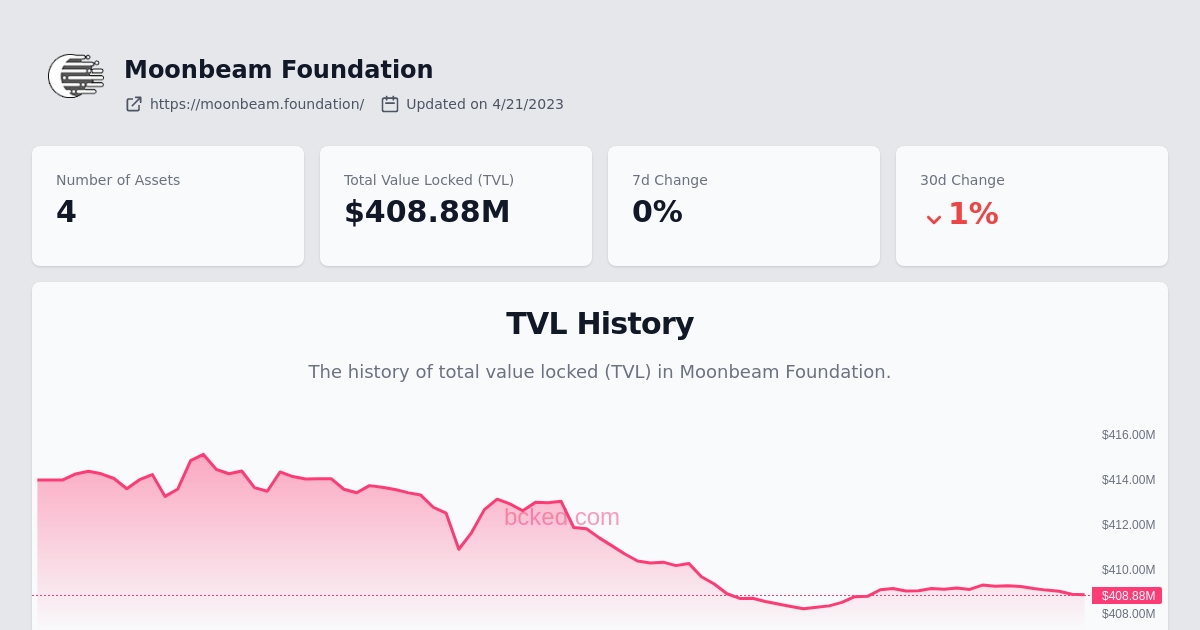 Moonbeam Foundation
https://moonbeam.foundation/ Updated on 4/21/2023
Number of Assets
4
Total Value Locked (TVL)
$408.88M
7d Change
0%
30d Change
1%
TVL History
The history of total value locked (TVL) in Moonbeam Foundation.
$416.00M
$414.00M
bcked.com
$412.00M
$410.00M
$408.88M
$408.00M